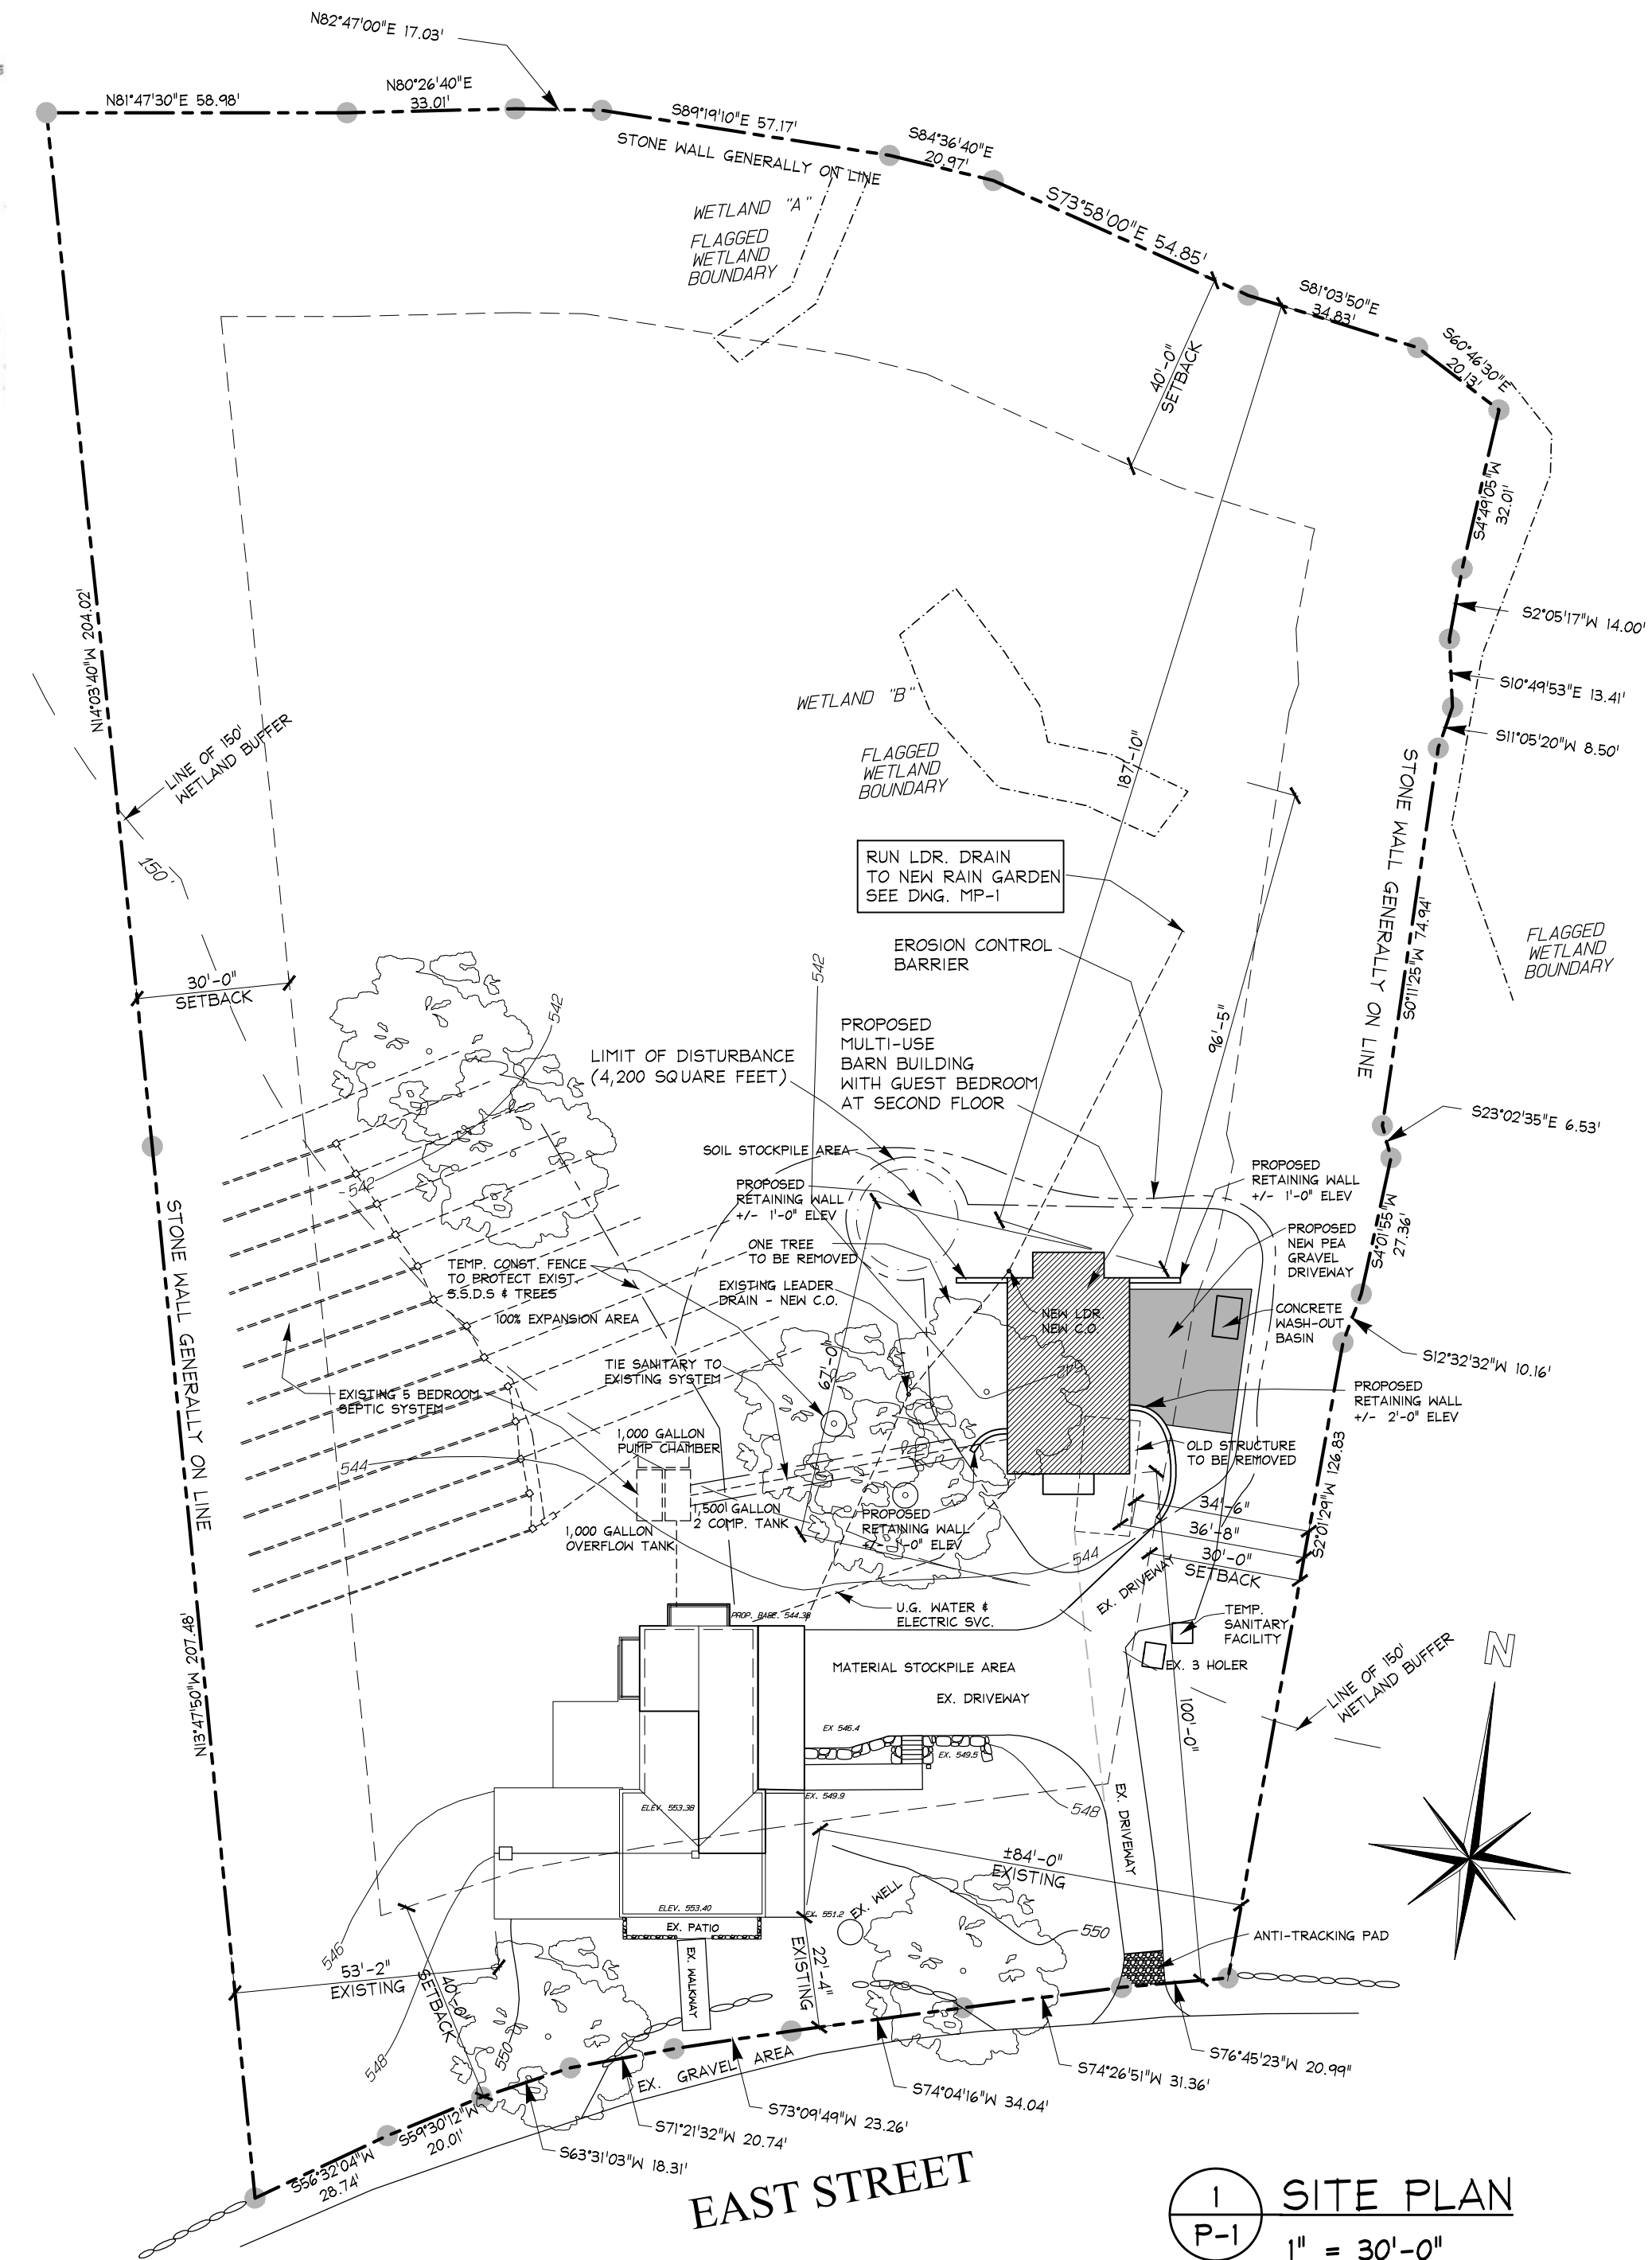 N82°47'00"E 17.03'
N81°47'30"E 58.98'
N80°26'40"E
33.01'
S89°19'10"E 57.17'
STONE WALL GENERALLY ON LINE
S84°36'40"E
20.97'
S73°58'00"E 54.85'
S81°03'50"E
34.83'
S60°46'30"E
20.13'
WETLAND "A"
FLAGGED
WETLAND
BOUNDARY
40'-0"
SETBACK
S4°49'05"W
32.01'
S2°05'17"W 14.00'
S10°49'53"E 13.41'
S11°05'20"W 8.50'
N14°03'40"W 204.02'
LINE OF 150'
WETLAND BUFFER
150'
WETLAND "B"
FLAGGED
WETLAND
BOUNDARY
187'-10"
STONE WALL GENERALLY ON LINE
S0°11'25"W 74.94'
FLAGGED
WETLAND
BOUNDARY
RUN LDR. DRAIN
TO NEW RAIN GARDEN
SEE DWG. MP-1
EROSION CONTROL
BARRIER
30'-0"
SETBACK
542
542
96'-5"
PROPOSED
MULTI-USE
BARN BUILDING
WITH GUEST BEDROOM
AT SECOND FLOOR
LIMIT OF DISTURBANCE
(4,200 SQUARE FEET)
S23°02'35"E 6.53'
SOIL STOCKPILE AREA
PROPOSED
RETAINING WALL
+/- 1'-0" ELEV
PROPOSED
RETAINING WALL
+/- 1'-0" ELEV
542
S4°01'55"W
27.36'
ONE TREE
TO BE REMOVED
PROPOSED
NEW PEA
GRAVEL
DRIVEWAY
TEMP. CONST. FENCE
TO PROTECT EXIST.
S.S.D.S & TREES
EXISTING LEADER
DRAIN - NEW C.O.
NEW LDR.
NEW C.O.
CONCRETE
WASH-OUT
BASIN
100% EXPANSION AREA
S12°32'32"W 10.16'
STONE WALL GENERALLY ON LINE
67'-0"
542
TIE SANITARY TO
EXISTING SYSTEM
EXISTING 5 BEDROOM
SEPTIC SYSTEM
PROPOSED
RETAINING WALL
+/- 2'-0" ELEV
1,000 GALLON
PUMP CHAMBER
OLD STRUCTURE
TO BE REMOVED
544
S2°01'29"W 126.83
1,500 GALLON
2 COMP. TANK
PROPOSED
RETAINING WALL
+/- 1'-0" ELEV
34'-6"
36'-8"
30'-0"
SETBACK
1,000 GALLON
OVERFLOW TANK
544
EX. DRIVEWAY
U.G. WATER &
ELECTRIC SVC.
PROP. BASE. 544.38
TEMP.
SANITARY
FACILITY
N
N13°47'50"W 207.48'
MATERIAL STOCKPILE AREA
EX. 3 HOLER
EX. DRIVEWAY
LINE OF 150'
WETLAND BUFFER
100'-0"
EX 546.4
EX. 549.5
EX. 549.9
ELEV. 553.38
548
EX. DRIVEWAY
±84'-0"
EXISTING
ELEV. 553.40
EX. 551.2
EX. WELL
EX. PATIO
550
ANTI-TRACKING PAD
546
53'-2"
EXISTING
40'-0"
SETBACK
EX. WALKWAY
22'-4"
EXISTING
548
550
EX. GRAVEL AREA
S76°45'23"W 20.99"
S74°26'51"W 31.36'
S74°04'16"W 34.04'
S73°09'49"W 23.26'
S71°21'32"W 20.74'
S63°31'03"W 18.31'
S59°30'12"W
20.01'
S56°32'04"W
28.74'
EAST STREET
1
P-1
SITE PLAN
1" = 30'-0"